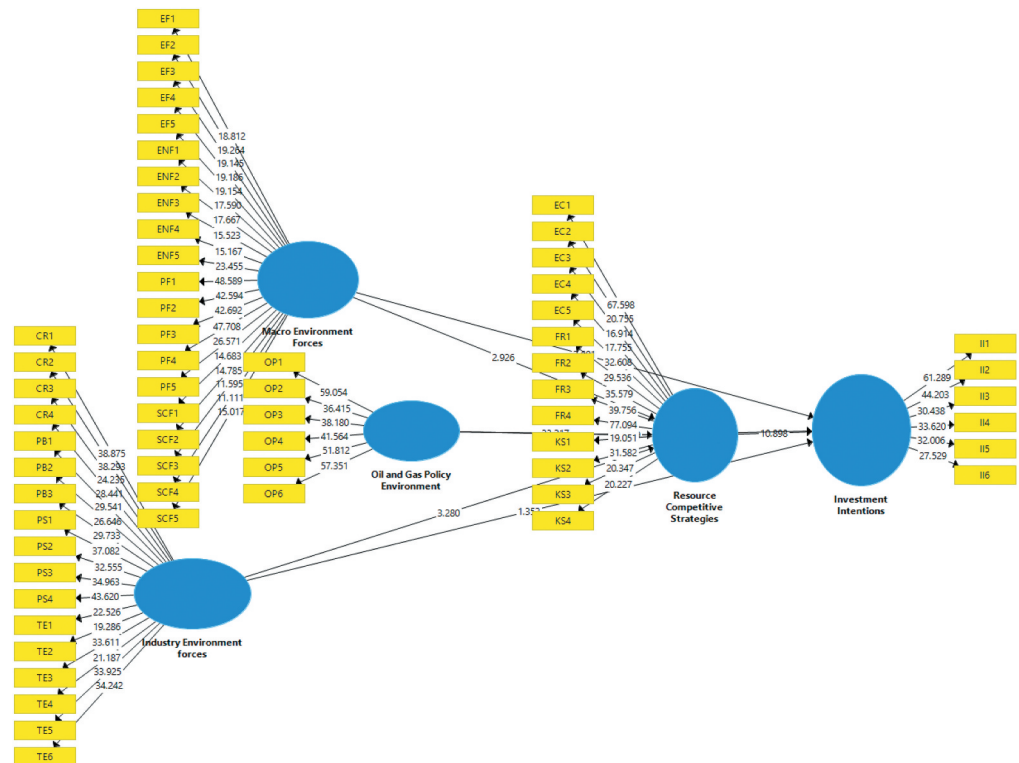 EF1
EF2
EF3
EF4
EF5
ENF1
ENF2
ENF3
ENF4
ENF5
PF1
PF2
PF3
PF4
PF5
SCF1
SCF2
SCF3
SCF4
SCF5
18.812
19.264
19.145
19.186
19.154
17.590
17.667
15.523
15.167
23.455
48.589
42.594
42.692
47.708
26.571
14.683
14.785
11.595
11.111
15.017
Macro Environment
Forces
CR1
CR2
CR3
CR4
PB1
PB2
PB3
PS1
PS2
PS3
PS4
TE1
TE2
TE3
TE4
TE5
TE6
38.875
38.293
24.235
28.441
29.541
26.646
29.733
37.082
32.555
34.963
43.620
22.526
19.286
33.611
21.187
33.925
34.242
Industry Environment
forces
OP1
OP2
OP3
OP4
OP5
OP6
59.054
36.415
38.180
41.564
51.812
57.351
Oil and Gas Policy
Environment
2.926
3.280
EC1
EC2
EC3
EC4
EC5
FR1
FR2
FR3
FR4
KS1
KS2
KS3
KS4
67.598
20.755
16.914
17.755
32.608
29.536
35.579
39.756
77.094
19.051
31.582
20.347
20.227
Resource
Competitive
Strategies
10.898
Investment
Intentions
II1
II2
II3
II4
II5
II6
61.289
44.203
30.438
33.620
32.006
27.529